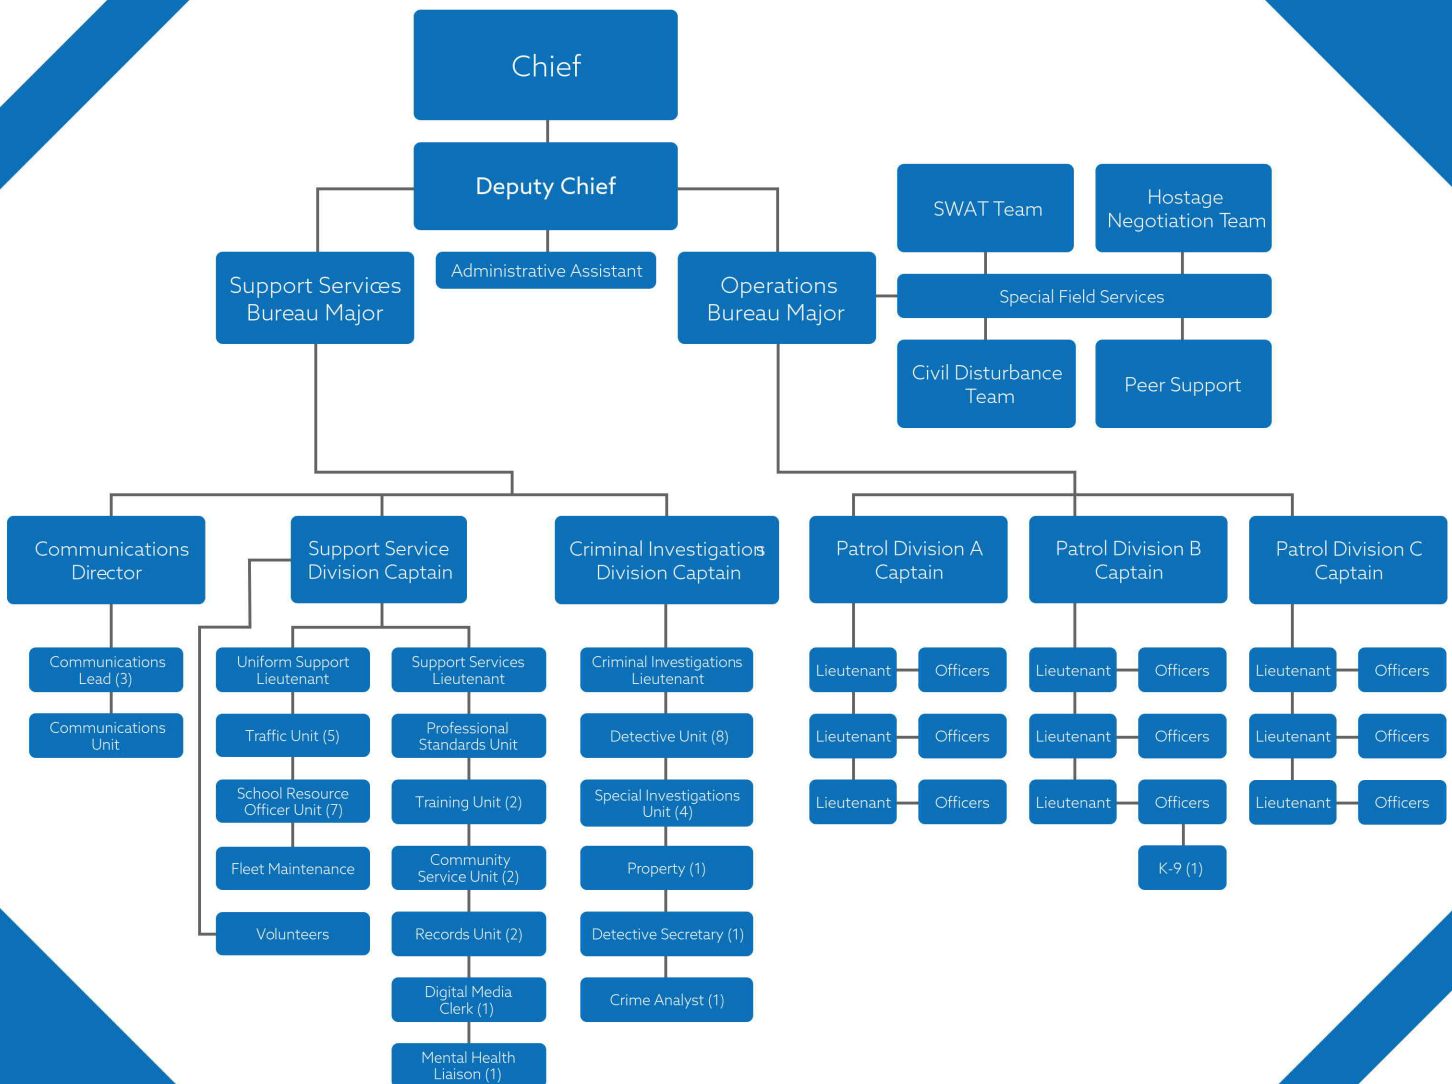 Chief
Deputy Chief
Administrative Assistant
Support Services
Bureau Major
Operations
Bureau Major
SWAT Team
Hostage
Negotiation Team
Special Field Services
Civil Disturbance
Team
Peer Support
Communications
Director
Support Service
Division Captain
Criminal Investigations
Division Captain
Patrol Division A
Captain
Patrol Division B
Captain
Patrol Division C
Captain
Communications
Lead (3)
Communications
Unit
Uniform Support
Lieutenant
Traffic Unit (5)
School Resource
Officer Unit (7)
Fleet Maintenance
Volunteers
Support Services
Lieutenant
Professional
Standards Unit
Training Unit (2)
Community
Service Unit (2)
Records Unit (2)
Digital Media
Clerk (1)
Mental Health
Liaison (1)
Criminal Investigations
Lieutenant
Detective Unit (8)
Special Investigations
Unit (4)
Property (1)
Detective Secretary (1)
Crime Analyst (1)
Lieutenant
Officers
Lieutenant
Officers
Lieutenant
Officers
Lieutenant
Officers
Lieutenant
Officers
Lieutenant
Officers
K-9 (1)
Lieutenant
Officers
Lieutenant
Officers
Lieutenant
Officers